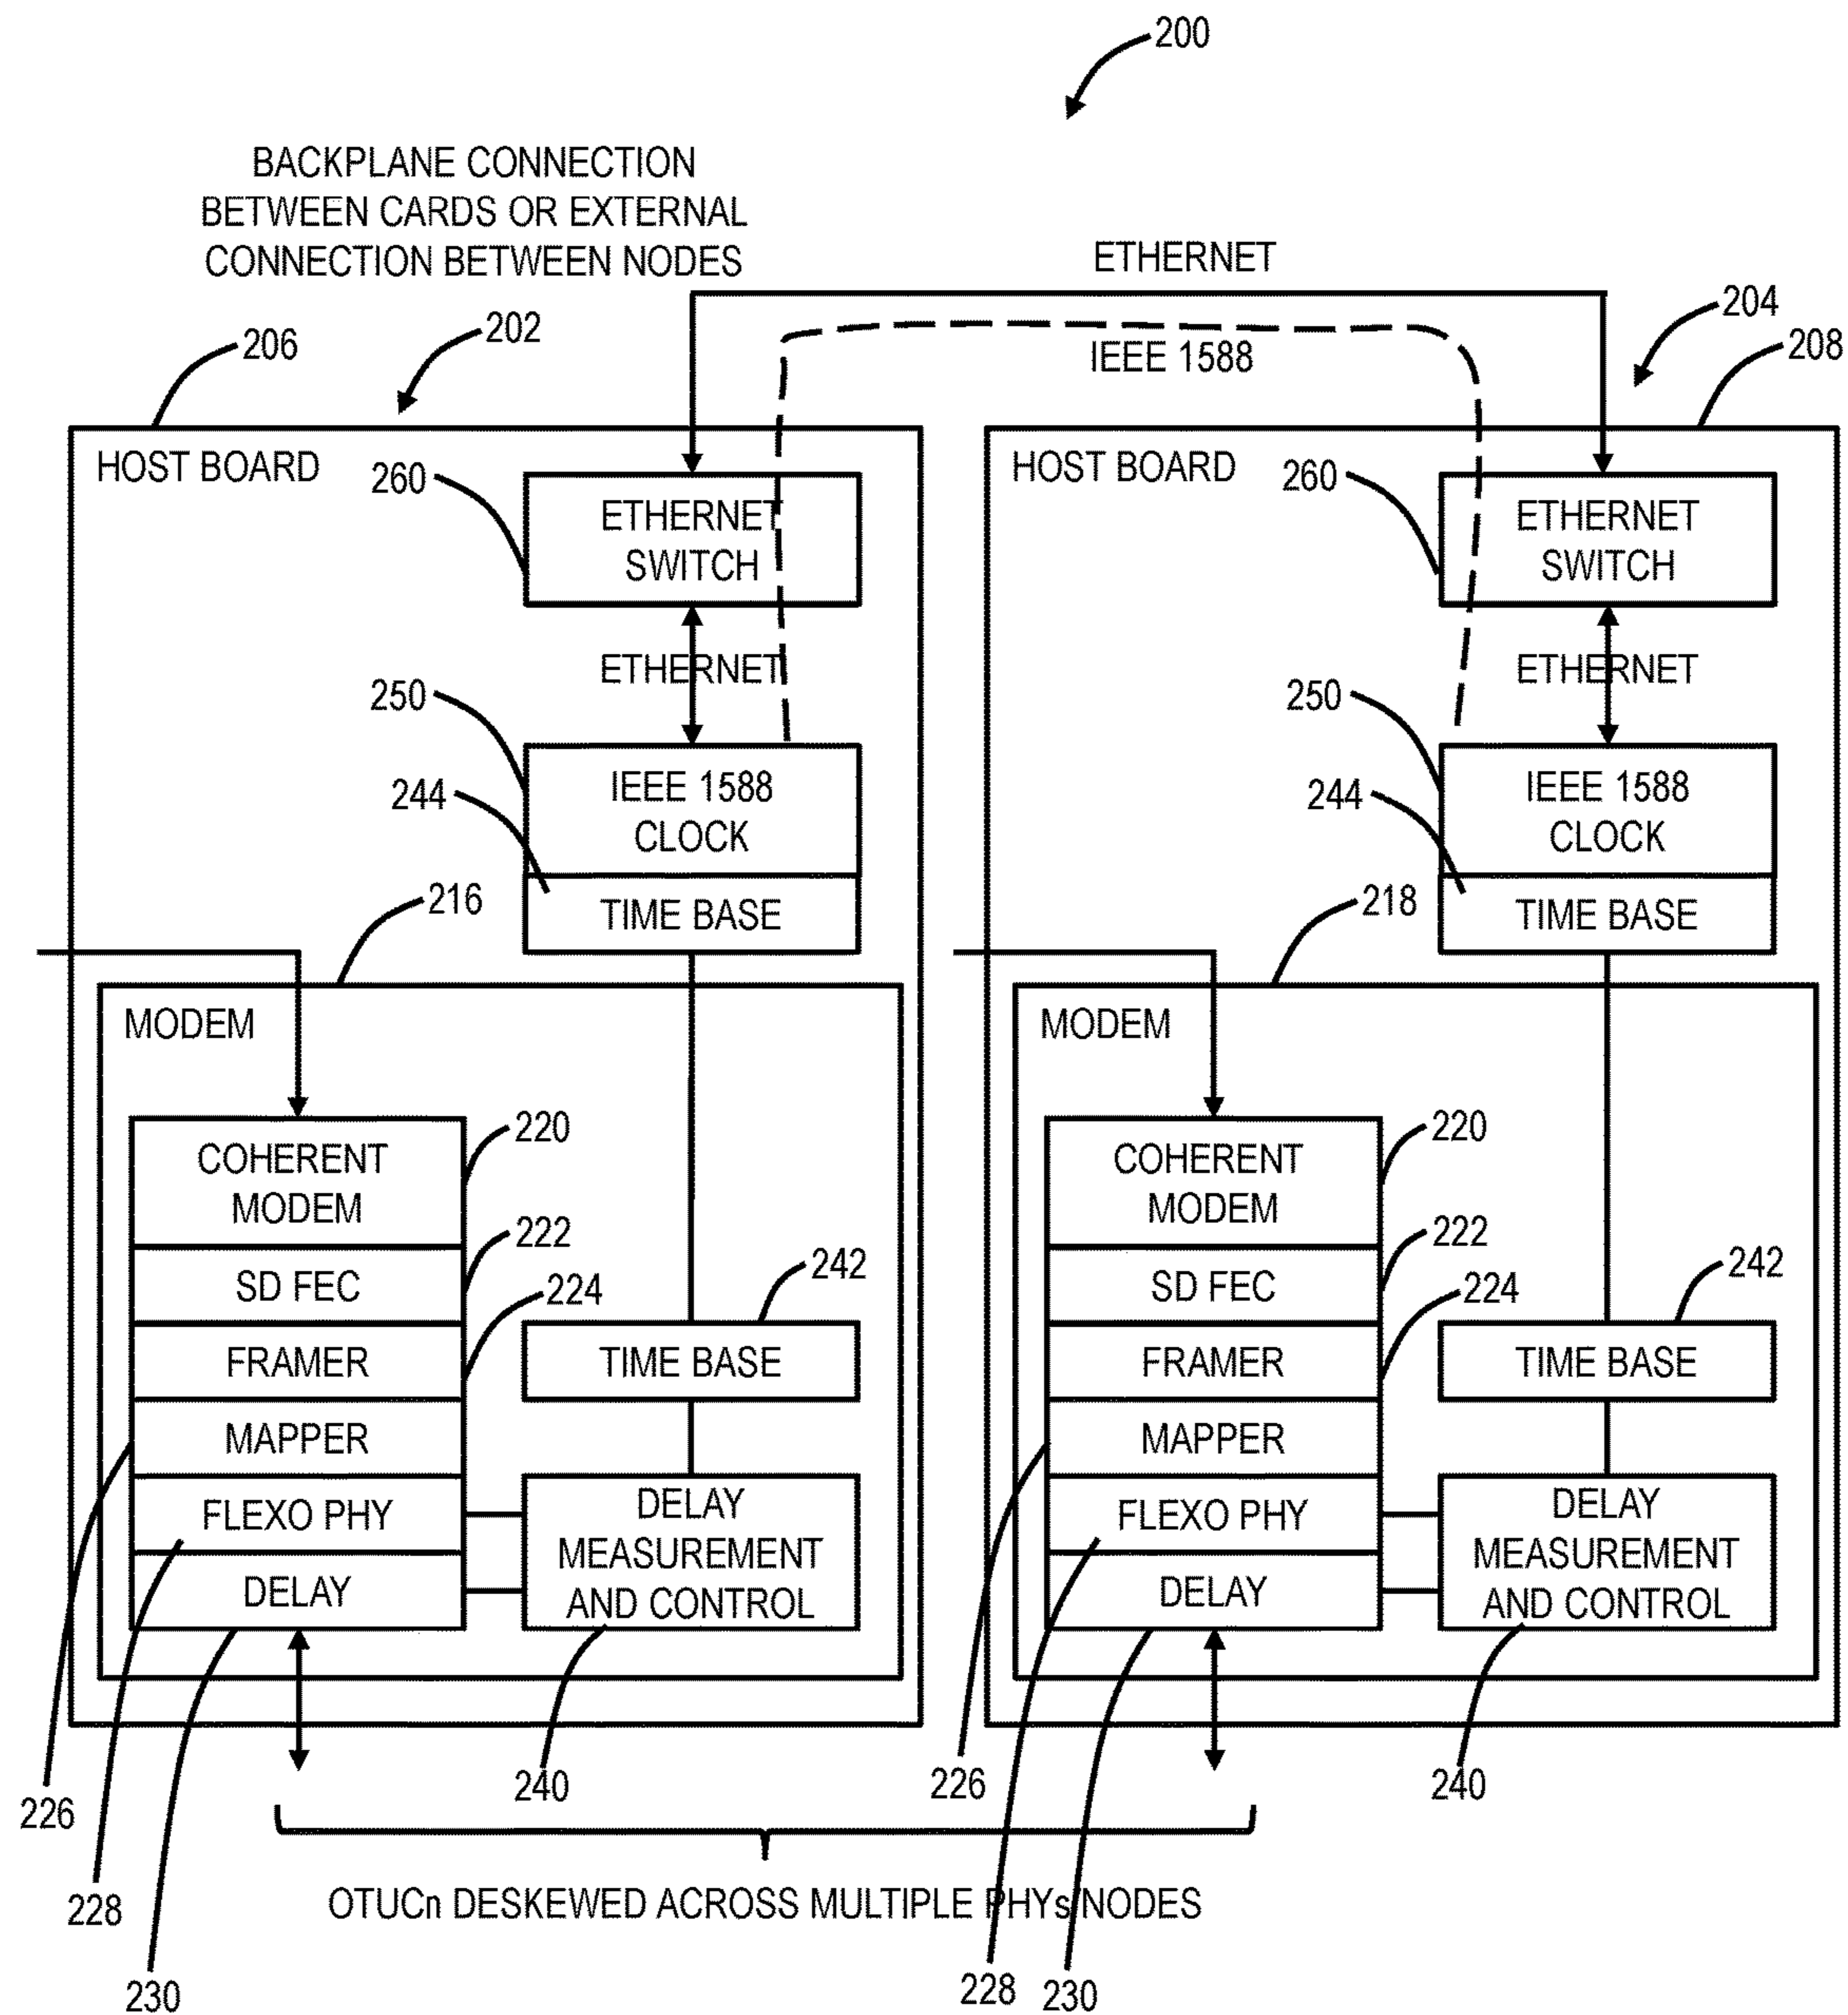 200
BACKPLANE CONNECTION
BETWEEN CARDS OR EXTERNAL
CONNECTION BETWEEN NODES
ETHERNET
IEEE 1588
206
202
204
208
HOST BOARD
260
ETHERNET
SWITCH
ETHERNET
250
IEEE 1588
CLOCK
244
TIME BASE
216
MODEM
COHERENT
MODEM
220
SD FEC
222
FRAMER
224
MAPPER
FLEXO PHY
DELAY
242
TIME BASE
DELAY
MEASUREMENT
AND CONTROL
226
228
230
240
HOST BOARD
260
ETHERNET
SWITCH
ETHERNET
250
IEEE 1588
CLOCK
244
TIME BASE
218
MODEM
COHERENT
MODEM
220
SD FEC
222
FRAMER
224
MAPPER
FLEXO PHY
DELAY
242
TIME BASE
DELAY
MEASUREMENT
AND CONTROL
226
228
230
240
OTUCn DESKEWED ACROSS MULTIPLE PHYs/NODES